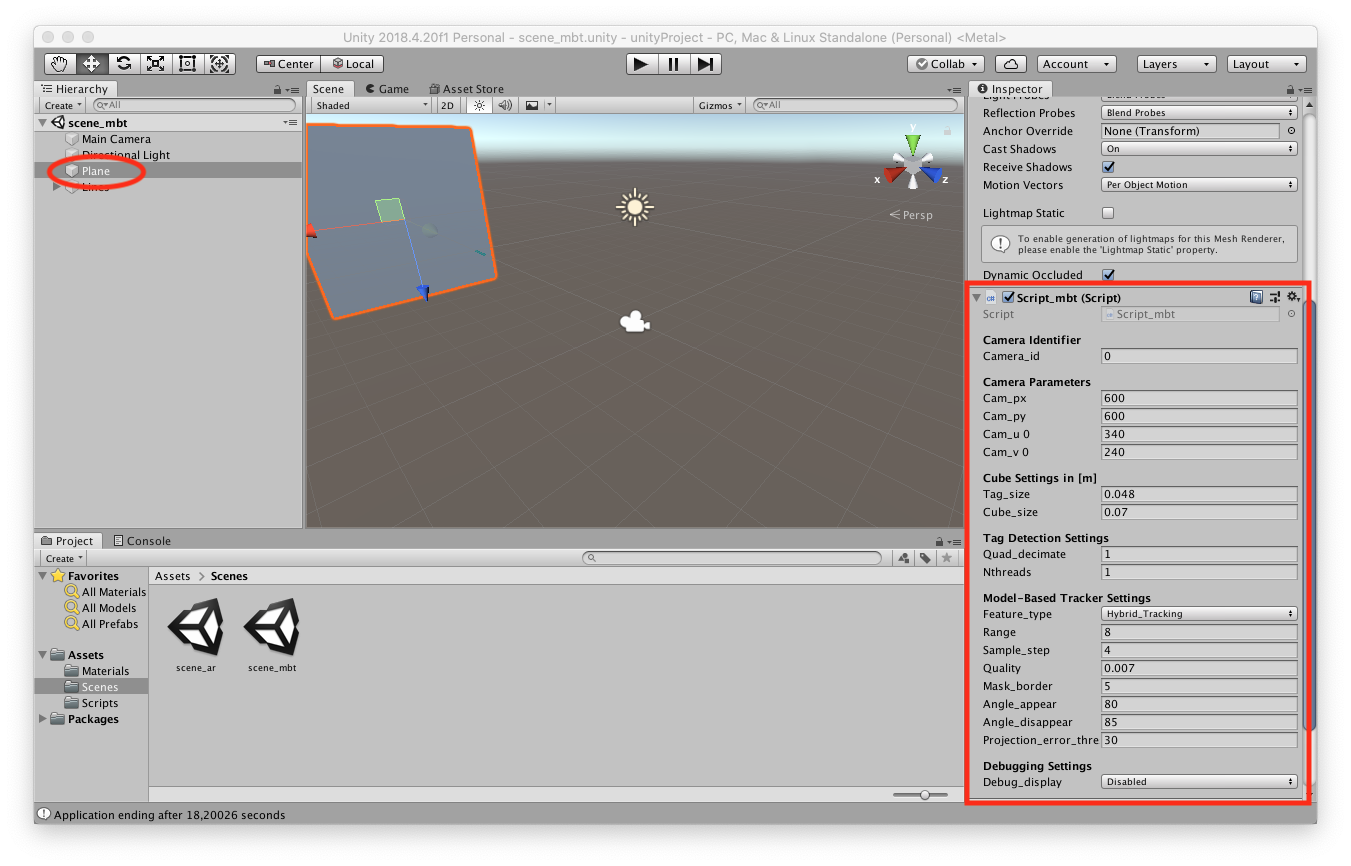 Unity 2018.4.20f1 Personal - scene_mbt.unity - unityProject - PC, Mac & Linux Standalone (Personal) <Metal>
Center Local Collab Account Layers Layout
Hierarchy
Create All
scene_mbt
Main Camera
Directional Light
Plane
Lines
Scene Game Asset Store
Shaded 2D Gizmos All
y
x z
Persp
Inspector
Light Probes Blend Probes
Reflection Probes Blend Probes
Anchor Override None (Transform)
Cast Shadows On
Receive Shadows
Motion Vectors Per Object Motion
Lightmap Static
To enable generation of lightmaps for this Mesh Renderer,
please enable the 'Lightmap Static' property.
Dynamic Occluded
Script_mbt (Script)
Script Script_mbt
Camera Identifier
Camera_id 0
Camera Parameters
Cam_px 600
Cam_py 600
Cam_u 0 340
Cam_v 0 240
Cube Settings in [m]
Tag_size 0.048
Cube_size 0.07
Tag Detection Settings
Quad_decimate 1
Nthreads 1
Model-Based Tracker Settings
Feature_type Hybrid_Tracking
Range 8
Sample_step 4
Quality 0.007
Mask_border 5
Angle_appear 80
Angle_disappear 85
Projection_error_thre 30
Debugging Settings
Debug_display Disabled
Project Console
Create
Favorites
All Materials
All Models
All Prefabs
Assets
Materials
Scenes
Scripts
Packages
Assets > Scenes
scene_ar scene_mbt
Application ending after 18,20026 seconds